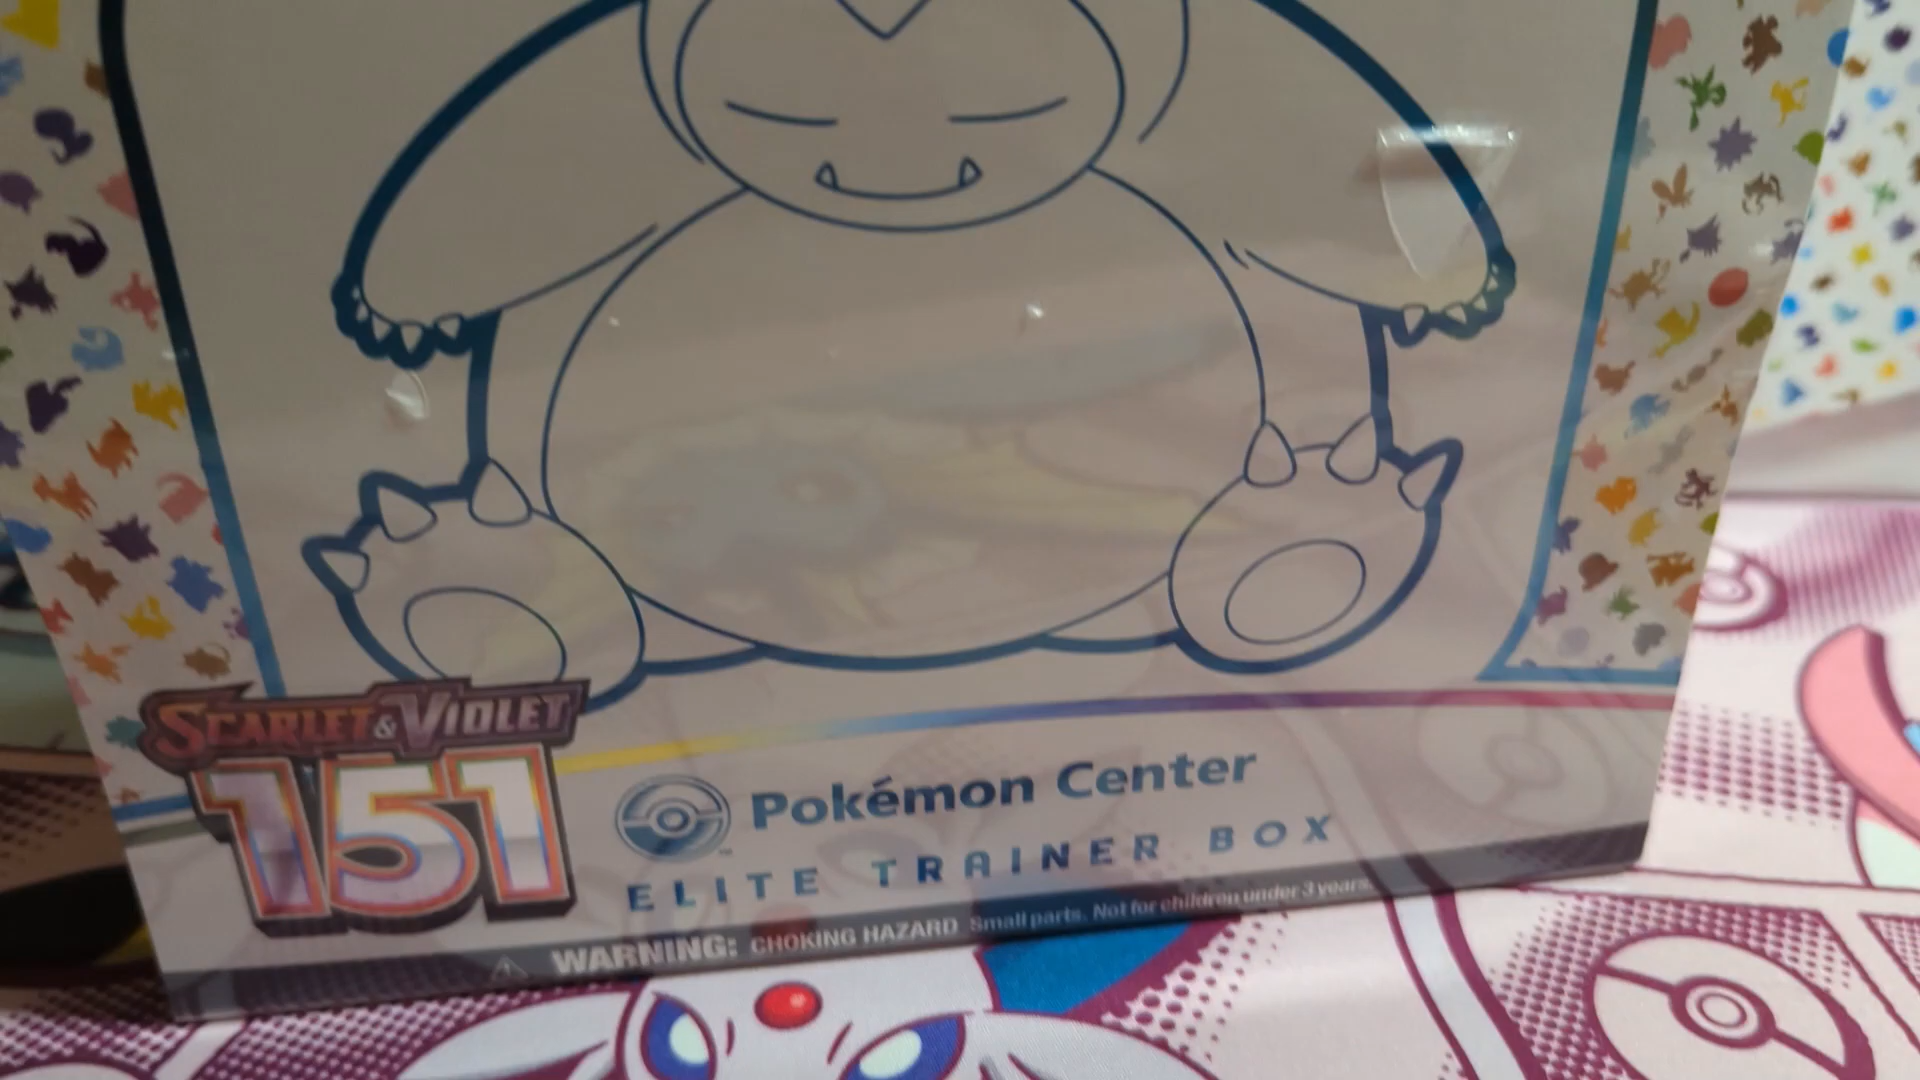 SCARLET & VIOLET
151
Pokémon Center
™
ELITE TRAINER BOX
WARNING: CHOKING HAZARD Small parts. Not for children under 3 years.